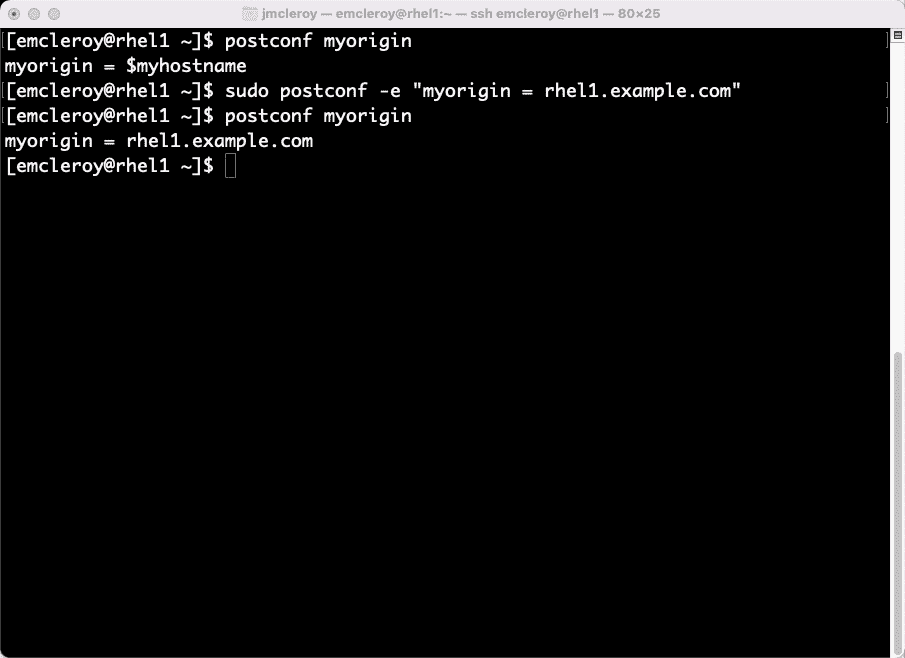 jmcleroy — emcleroy@rhel1:~ — ssh emcleroy@rhel1 — 80×25
[emcleroy@rhel1 ~]$ postconf myorigin
myorigin = $myhostname
[emcleroy@rhel1 ~]$ sudo postconf -e "myorigin = rhel1.example.com"
[emcleroy@rhel1 ~]$ postconf myorigin
myorigin = rhel1.example.com
[emcleroy@rhel1 ~]$